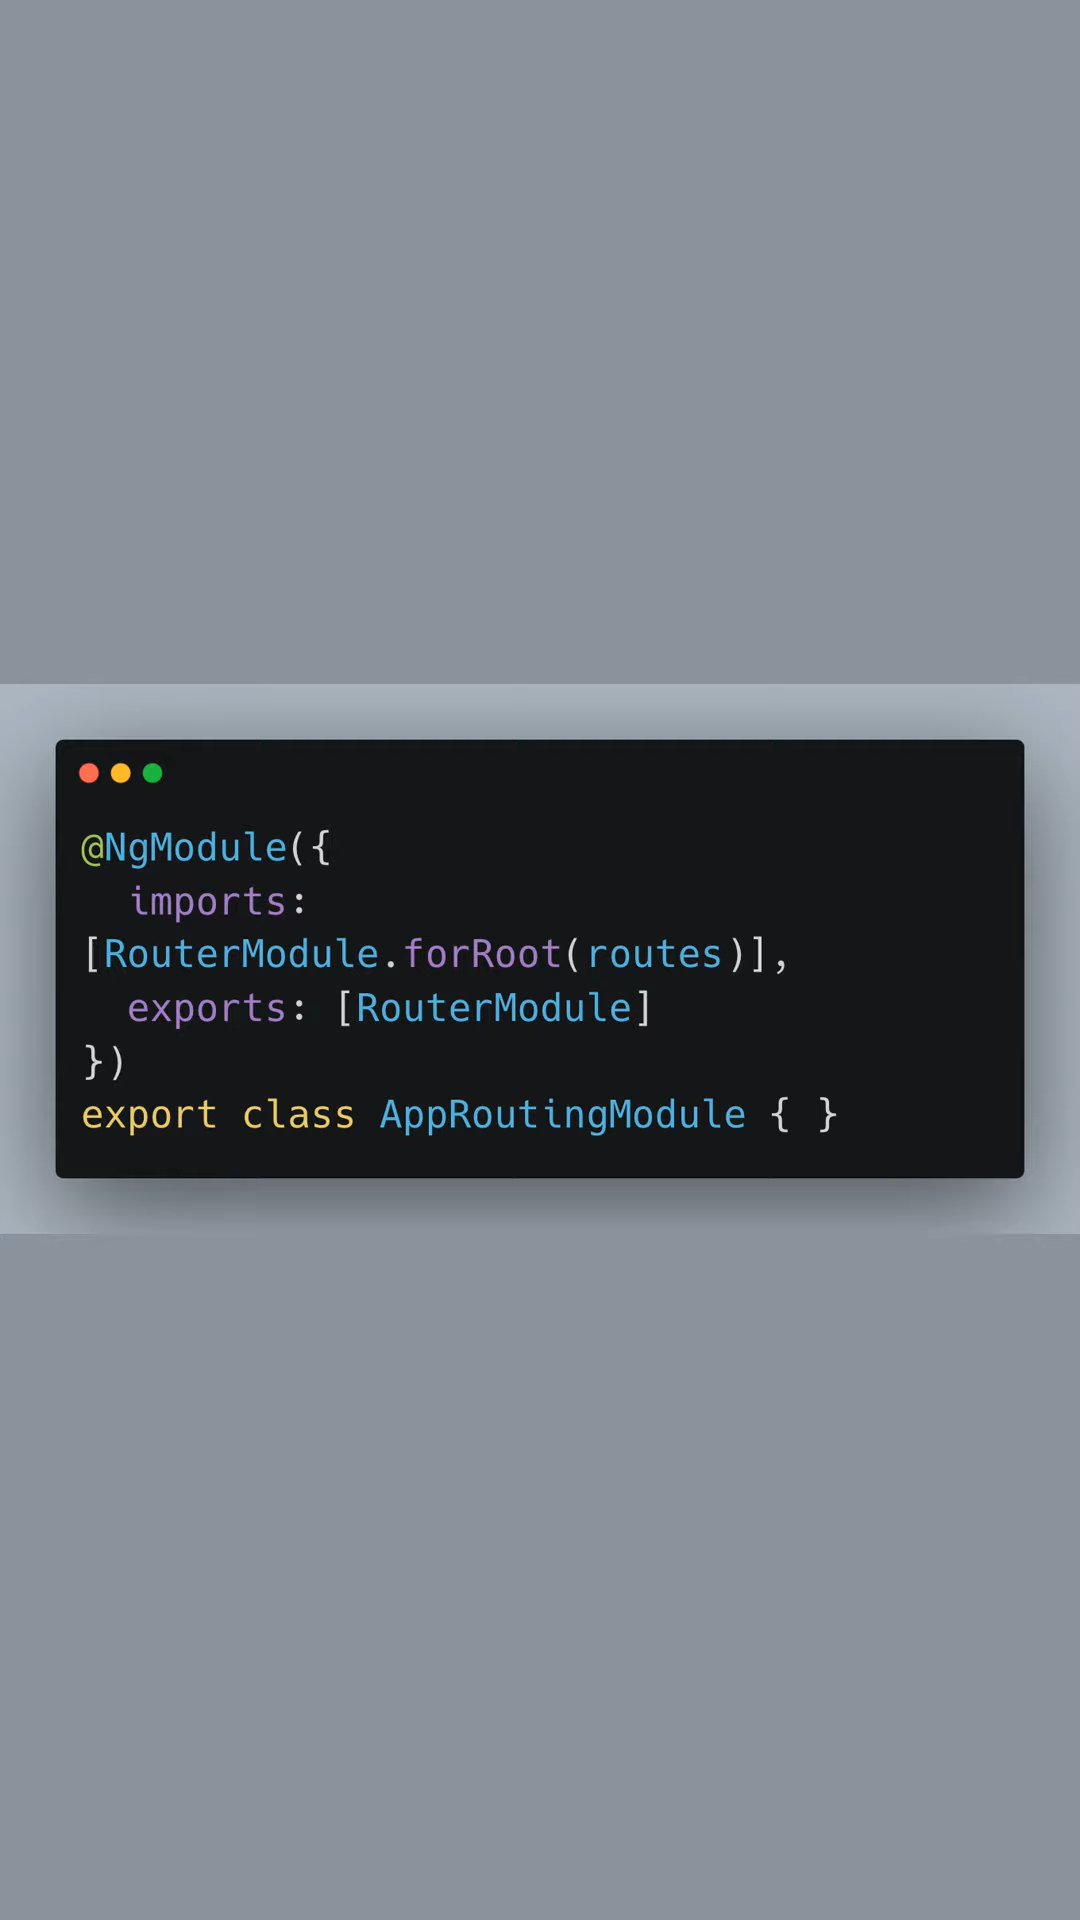 @NgModule({
  imports:
[RouterModule.forRoot(routes)],
  exports: [RouterModule]
})
export class AppRoutingModule { }